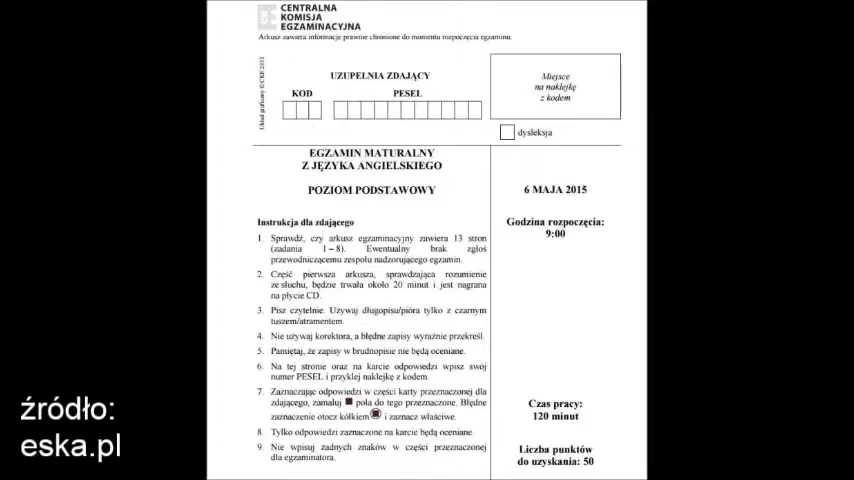 CENTRALNA
KOMISJA
EGZAMINACYJNA
Arkusz zawiera informacje prawnie chronione do momentu rozpoczęcia egzaminu.
Układ graficzny © CKE 2013
UZUPEŁNIA ZDAJĄCY
KOD
PESEL
Miejsce
na naklejkę
z kodem
dysleksja
EGZAMIN MATURALNY
Z JĘZYKA ANGIELSKIEGO
POZIOM PODSTAWOWY
6 MAJA 2015
Instrukcja dla zdającego
1. Sprawdź, czy arkusz egzaminacyjny zawiera 13 stron
(zadania 1 – 8). Ewentualny brak zgłoś
przewodniczącemu zespołu nadzorującego egzamin.
2. Część pierwsza arkusza, sprawdzająca rozumienie
ze słuchu, będzie trwała około 20 minut i jest nagrana
na płycie CD.
3. Pisz czytelnie. Używaj długopisu/pióra tylko z czarnym
tuszem/atramentem.
4. Nie używaj korektora, a błędne zapisy wyraźnie przekreśl.
5. Pamiętaj, że zapisy w brudnopisie nie będą oceniane.
6. Na tej stronie oraz na karcie odpowiedzi wpisz swój
numer PESEL i przyklej naklejkę z kodem.
7. Zaznaczając odpowiedzi w części karty przeznaczonej dla
zdającego, zamaluj ■ pola do tego przeznaczone. Błędne
zaznaczenie otocz kółkiem i zaznacz właściwe.
8. Tylko odpowiedzi zaznaczone na karcie będą oceniane.
9. Nie wpisuj żadnych znaków w części przeznaczonej
dla egzaminatora.
Godzina rozpoczęcia:
9:00
Czas pracy:
120 minut
Liczba punktów
do uzyskania: 50
źródło:
eska.pl